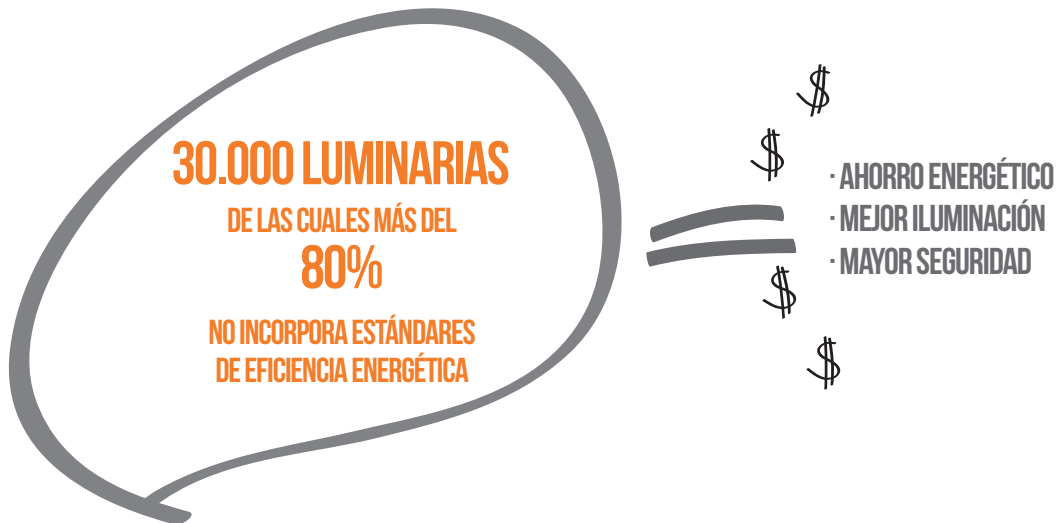 30.000 LUMINARIAS
DE LAS CUALES MÁS DEL
80%
NO INCORPORA ESTÁNDARES
DE EFICIENCIA ENERGÉTICA
$
$
$
$
· AHORRO ENERGÉTICO
· MEJOR ILUMINACIÓN
· MAYOR SEGURIDAD